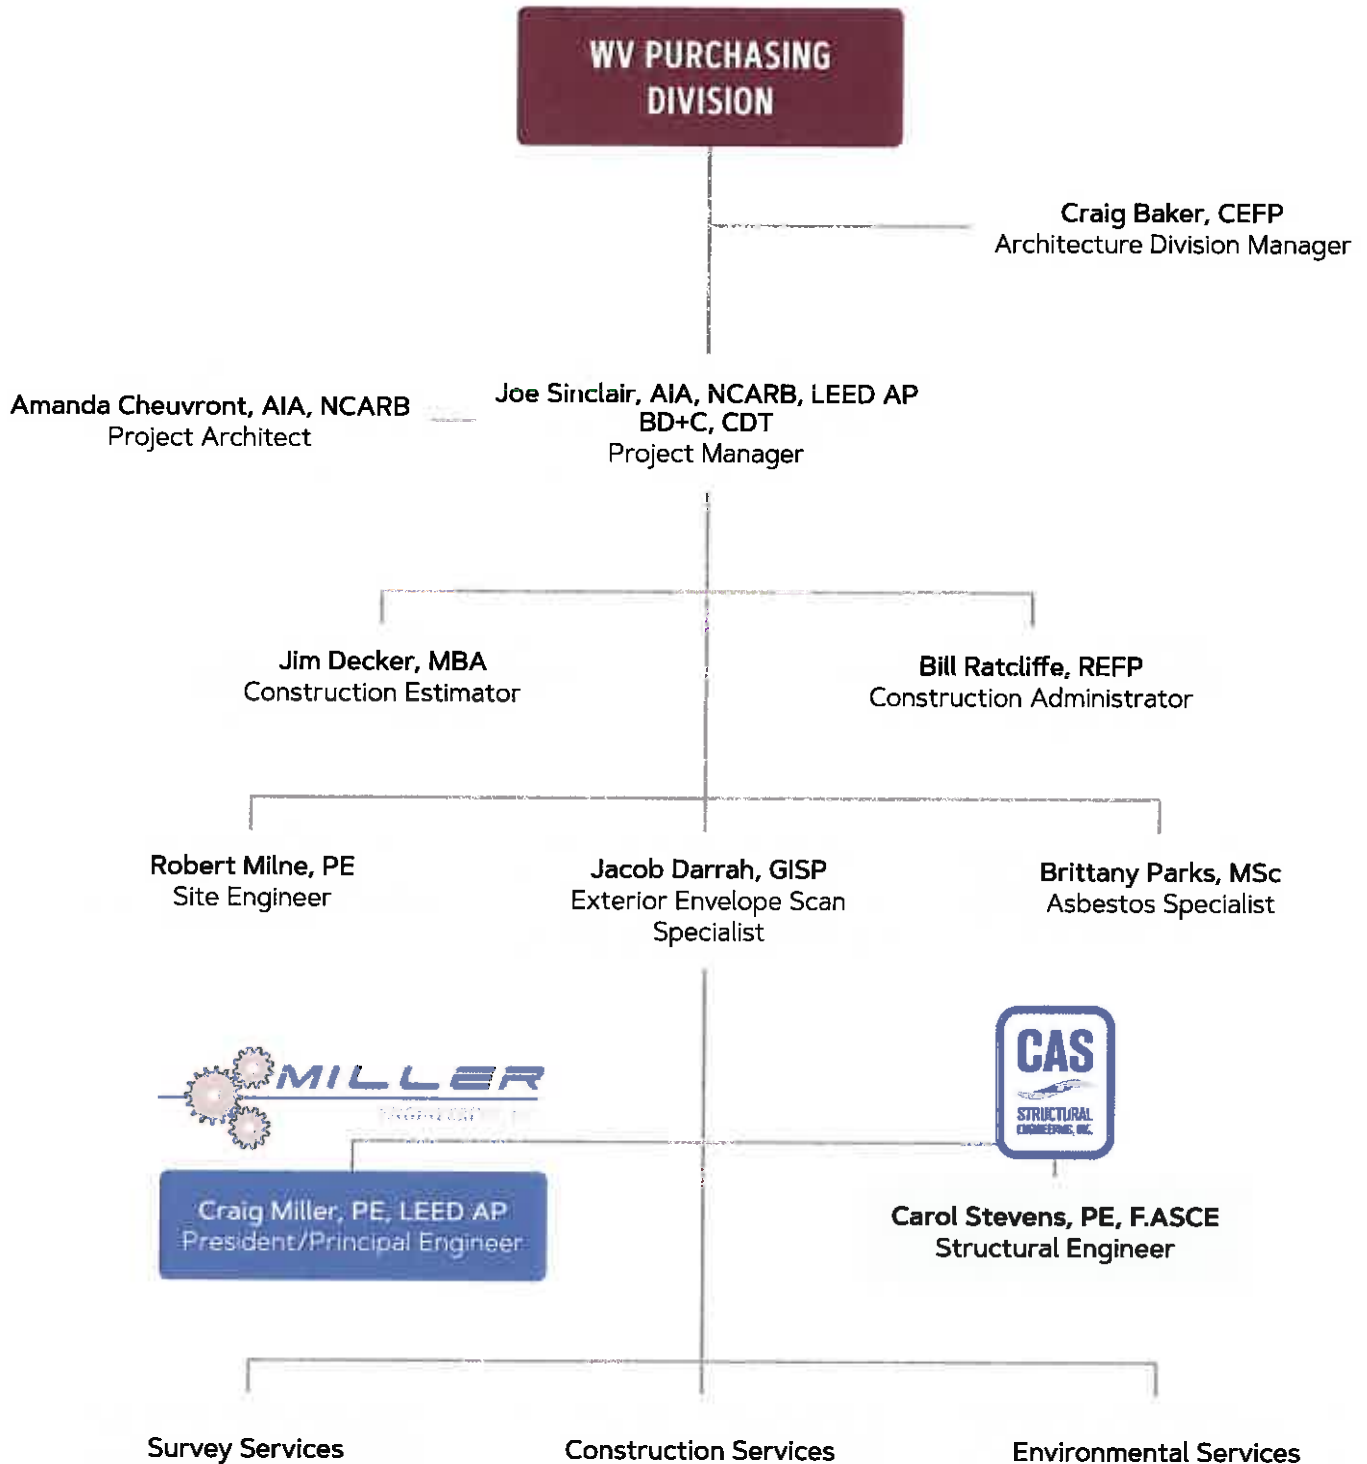 WV PURCHASING
DIVISION
Craig Baker, CEFP
Architecture Division Manager
Amanda Cheuvront, AIA, NCARB
Project Architect
Joe Sinclair, AIA, NCARB, LEED AP
BD+C, CDT
Project Manager
Jim Decker, MBA
Construction Estimator
Bill Ratcliffe, REFP
Construction Administrator
Robert Milne, PE
Site Engineer
Jacob Darrah, GISP
Exterior Envelope Scan
Specialist
Brittany Parks, MSc
Asbestos Specialist
MILLER
CAS
STRUCTURAL
ENGINEERING, INC.
Craig Miller, PE, LEED AP
President/Principal Engineer
Carol Stevens, PE, F.ASCE
Structural Engineer
Survey Services
Construction Services
Environmental Services